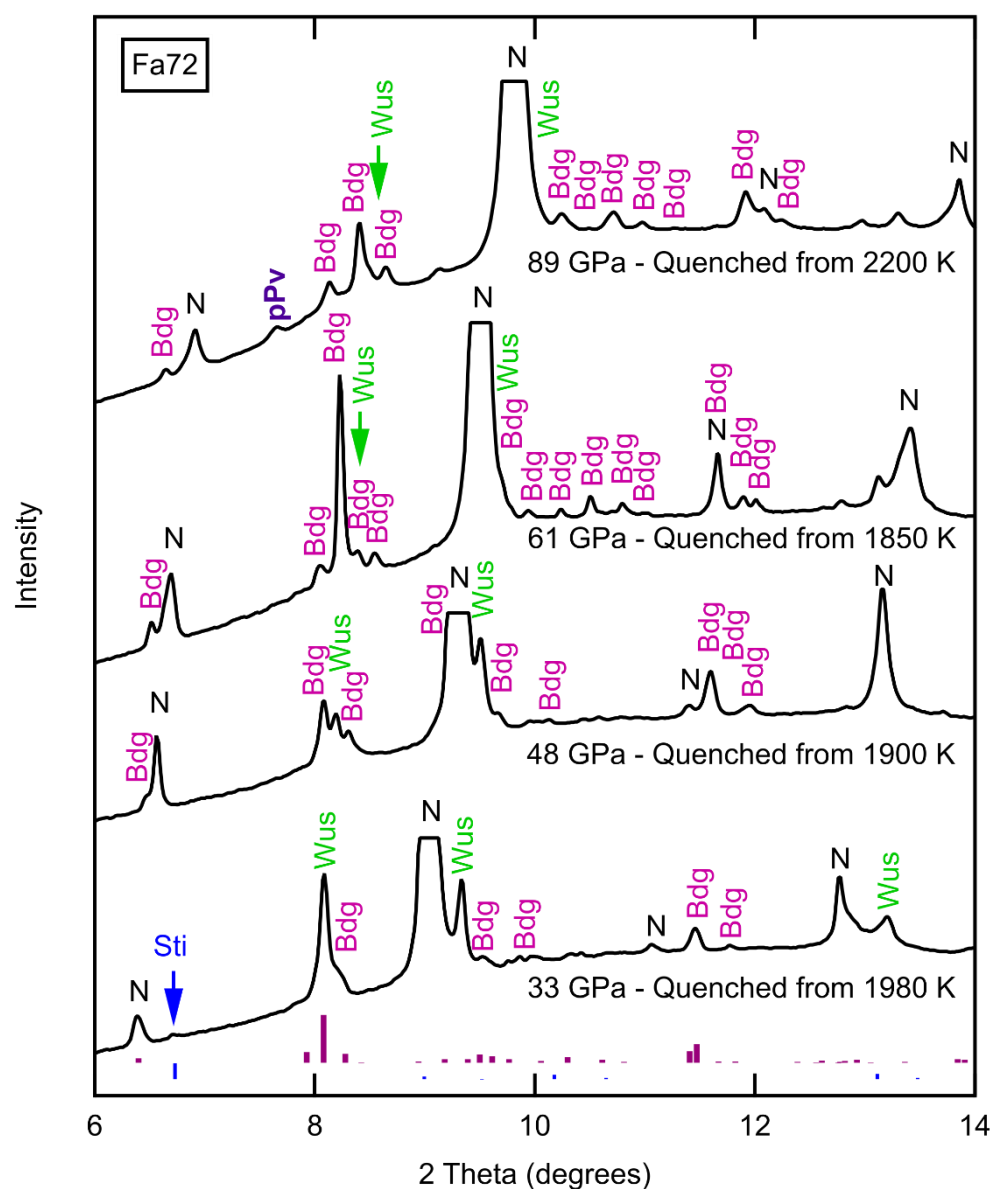 Fa72
N
Wus
Wus
Bdg
Bdg
Bdg
Bdg
Bdg
Bdg
N
Bdg
N
Bdg
Bdg
Bdg
pPv
Bdg
N
Bdg
89 GPa - Quenched from 2200 K
N
Bdg
Wus
Wus
Bdg
Bdg
Bdg
Bdg
Bdg
Bdg
Bdg
Bdg
N
Bdg
Bdg
N
Bdg
N
Bdg
Bdg
Bdg
61 GPa - Quenched from 1850 K
Intensity
Bdg
N
Wus
Wus
Bdg
Bdg
Bdg
Bdg
Bdg
N
Bdg
Bdg
Bdg
N
Bdg
N
48 GPa - Quenched from 1900 K
N
Wus
Wus
Bdg
Bdg
Bdg
N
Bdg
Bdg
N
Wus
Sti
N
33 GPa - Quenched from 1980 K
6
8
10
12
14
2 Theta (degrees)